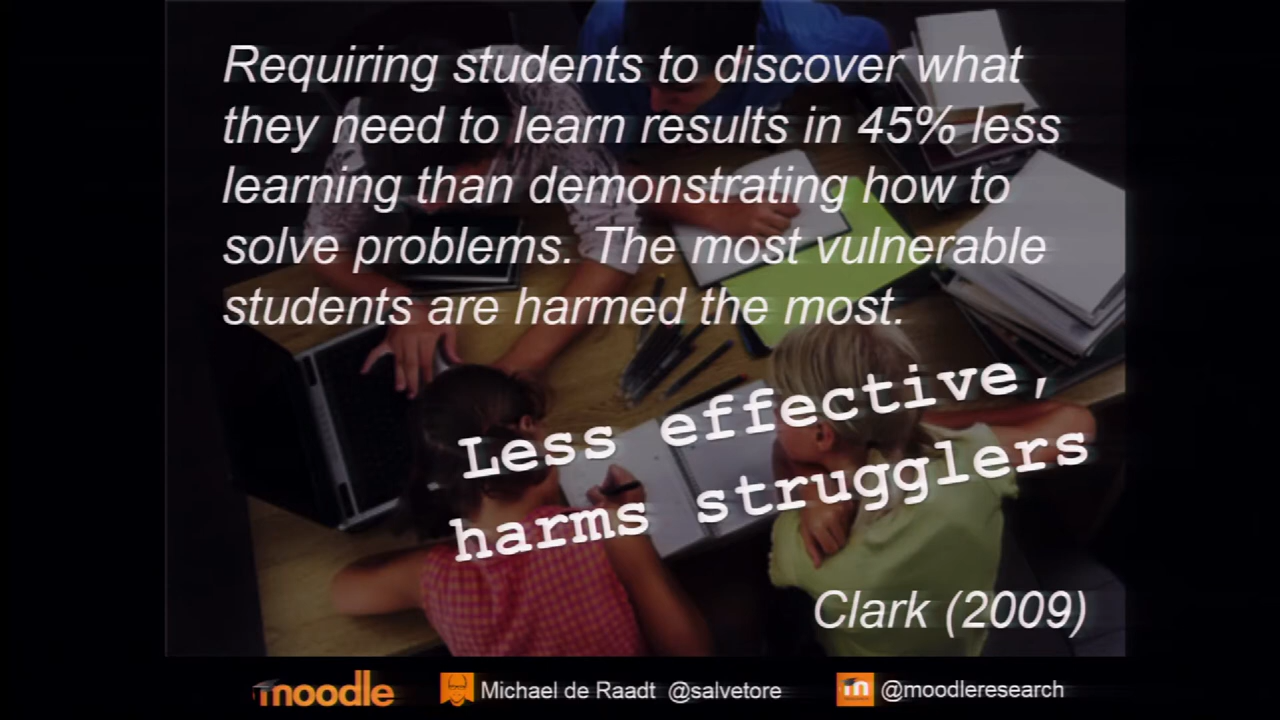 Requiring students to discover what
they need to learn results in 45% less
learning than demonstrating how to
solve problems. The most vulnerable
students are harmed the most.
Less effective,
harms strugglers
Clark (2009)
moodle Michael de Raadt @salvetore @moodleresearch